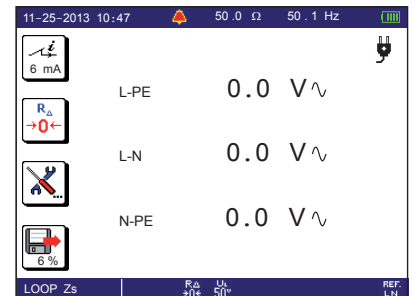 11-25-2013 10:47 50.0 Ω 50.1 Hz
i
6 mA
L-PE 0.0 V∿
RΔ
→0←
L-N 0.0 V∿
...
N-PE 0.0 V∿
6 %
LOOP Zs RΔ →0← UL 50V REF. LN